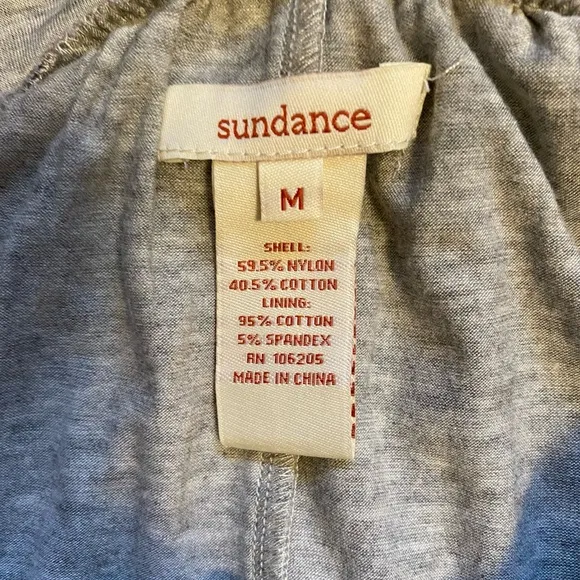 sundance
M
SHELL:
59.5% NYLON
40.5% COTTON
LINING:
95% COTTON
5% SPANDEX
RN 106205
MADE IN CHINA